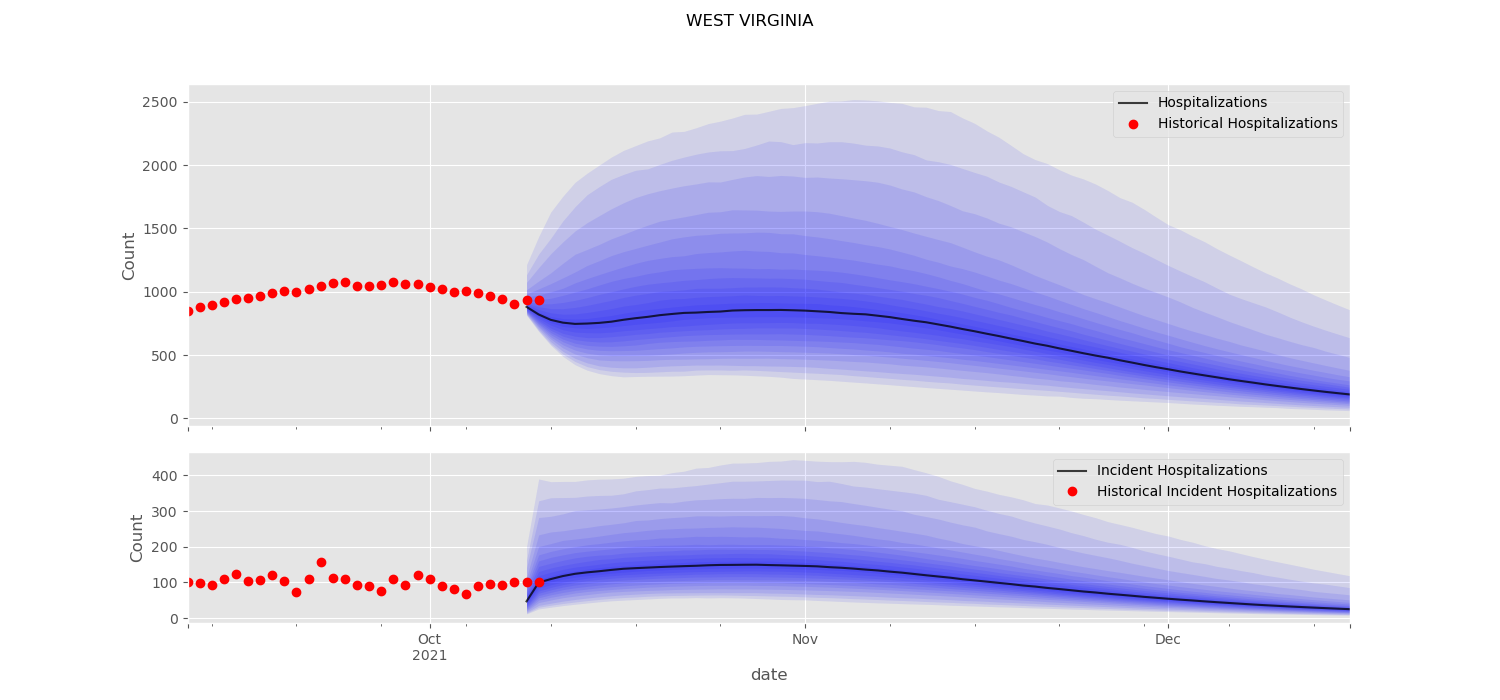 WEST VIRGINIA
2500
2000
1500
1000
500
0
Count
Hospitalizations
Historical Hospitalizations
400
300
200
100
0
Count
Incident Hospitalizations
Historical Incident Hospitalizations
Oct
2021
Nov
Dec
date